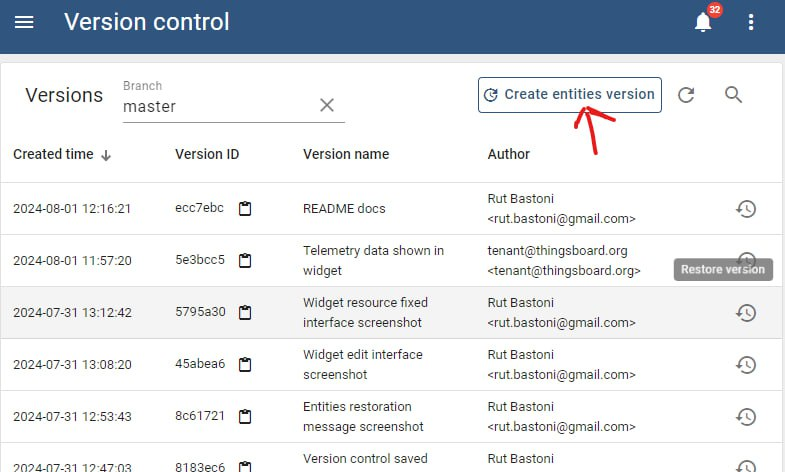 Version control
32
Versions
Branch
master
Create entities version
Created time
Version ID
Version name
Author
2024-08-01 12:16:21
ecc7ebc
README docs
Rut Bastoni
<rut.bastoni@gmail.com>
2024-08-01 11:57:20
5e3bcc5
Telemetry data shown in
widget
tenant@thingsboard.org
<tenant@thingsboard.org>
Restore version
2024-07-31 13:12:42
5795a30
Widget resource fixed
interface screenshot
Rut Bastoni
<rut.bastoni@gmail.com>
2024-07-31 13:08:20
45abea6
Widget edit interface
screenshot
Rut Bastoni
<rut.bastoni@gmail.com>
2024-07-31 12:53:43
8c61721
Entities restoration
message screenshot
Rut Bastoni
<rut.bastoni@gmail.com>
2024-07-31 12:47:03
8183ec6
Version control saved
Rut Bastoni